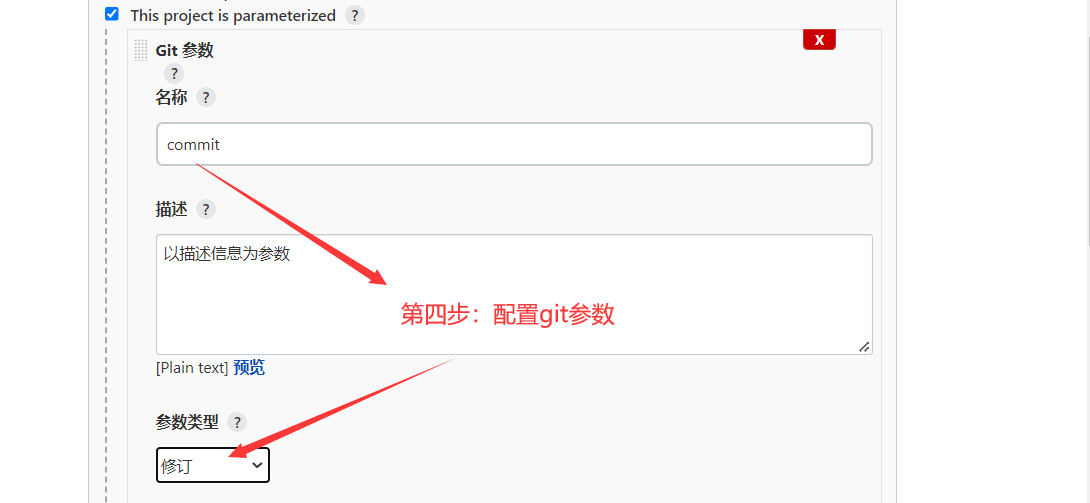 This project is parameterized ?
X
Git 参数
?
名称 ?
commit
描述 ?
以描述信息为参数
第四步：配置git参数
[Plain text] 预览
参数类型 ?
修订